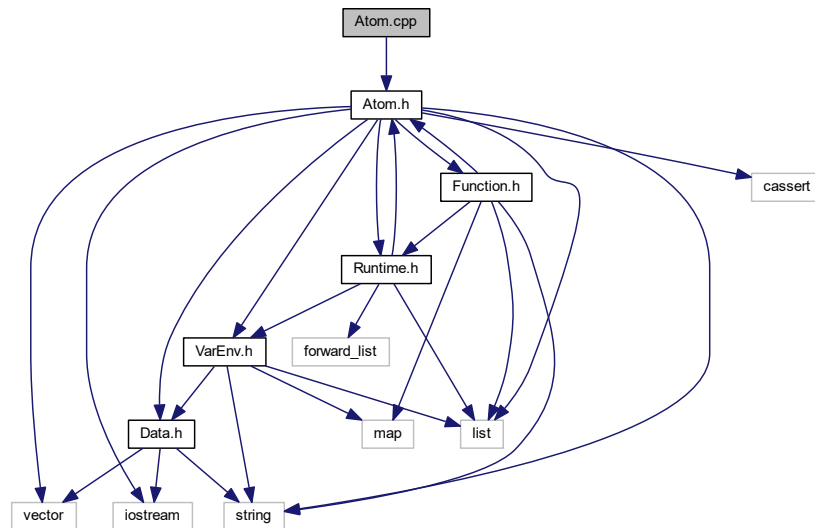 Atom.cpp
Atom.h
Function.h
cassert
Runtime.h
VarEnv.h
forward_list
Data.h
map
list
vector
iostream
string